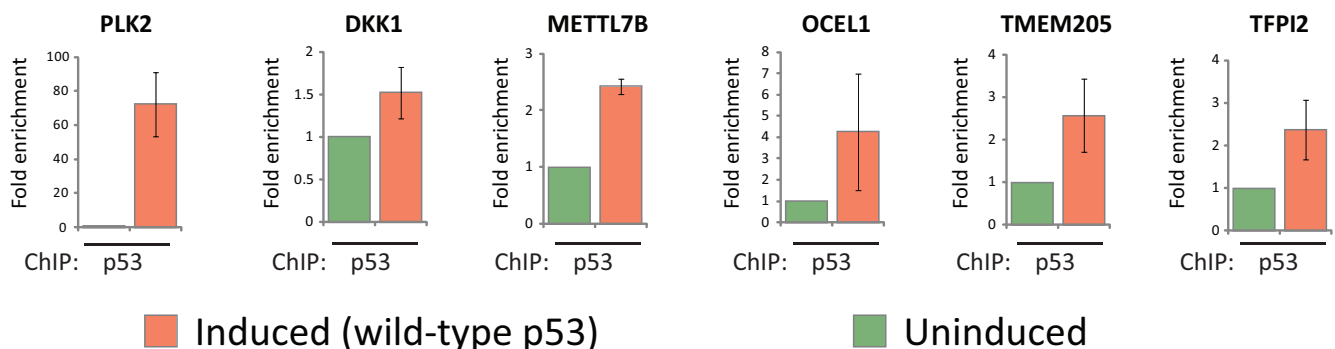 PLK2
Fold enrichment
100
80
60
40
20
0
ChIP: p53
DKK1
Fold enrichment
2
1.5
1
0.5
0
ChIP: p53
METTL7B
Fold enrichment
3
2
1
0
ChIP: p53
OCEL1
Fold enrichment
8
7
6
5
4
3
2
1
0
ChIP: p53
TMEM205
Fold enrichment
4
3
2
1
0
ChIP: p53
TFPI2
Fold enrichment
4
3
2
1
0
ChIP: p53
Induced (wild-type p53)
Uninduced